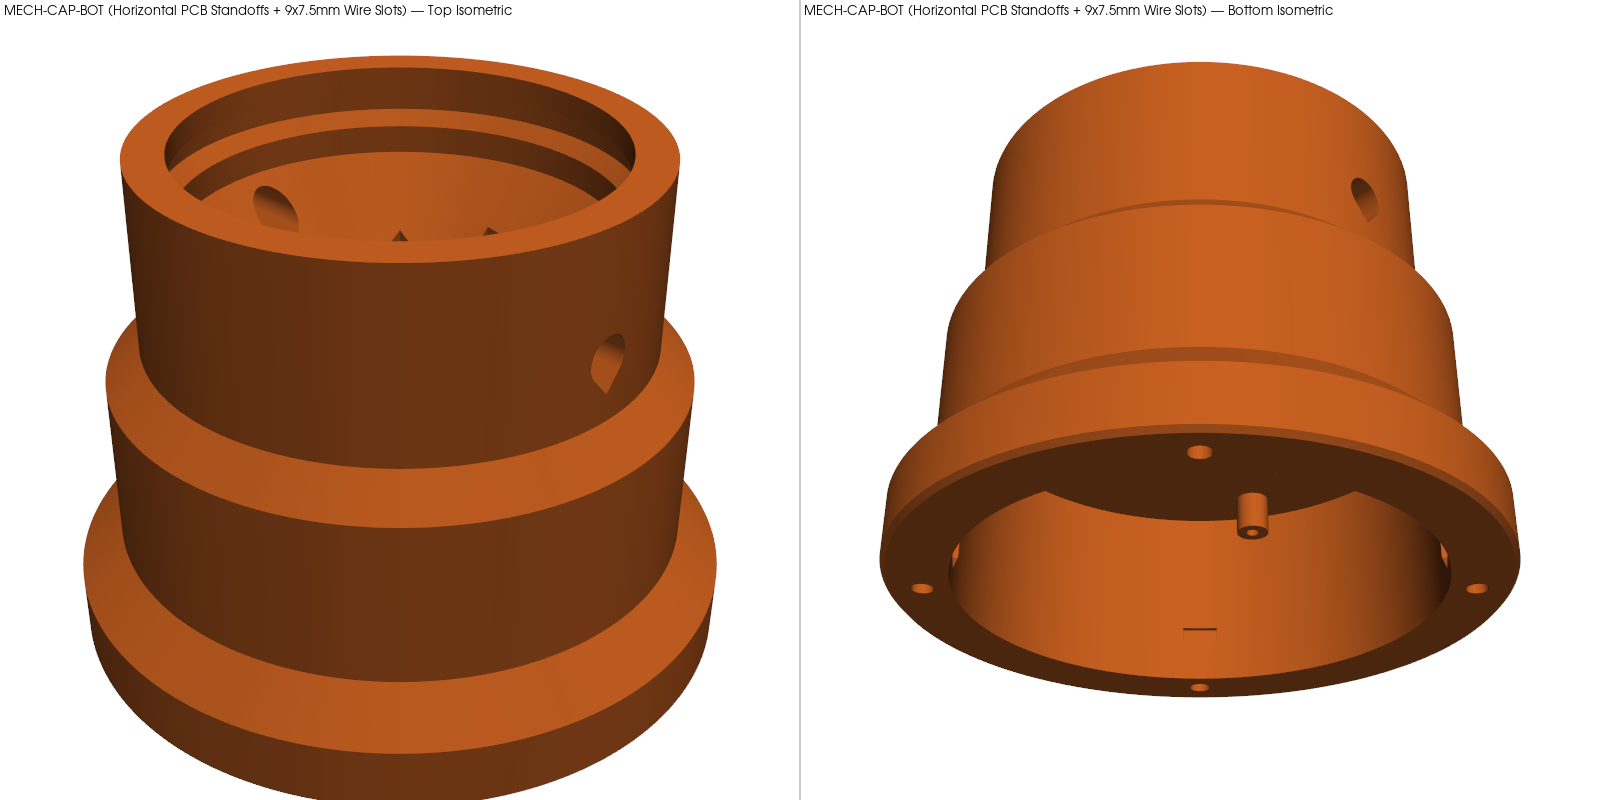 MECH-CAP-BOT (Horizontal PCB Standoffs + 9x7.5mm Wire Slots) — Top Isometric
MECH-CAP-BOT (Horizontal PCB Standoffs + 9x7.5mm Wire Slots) — Bottom Isometric